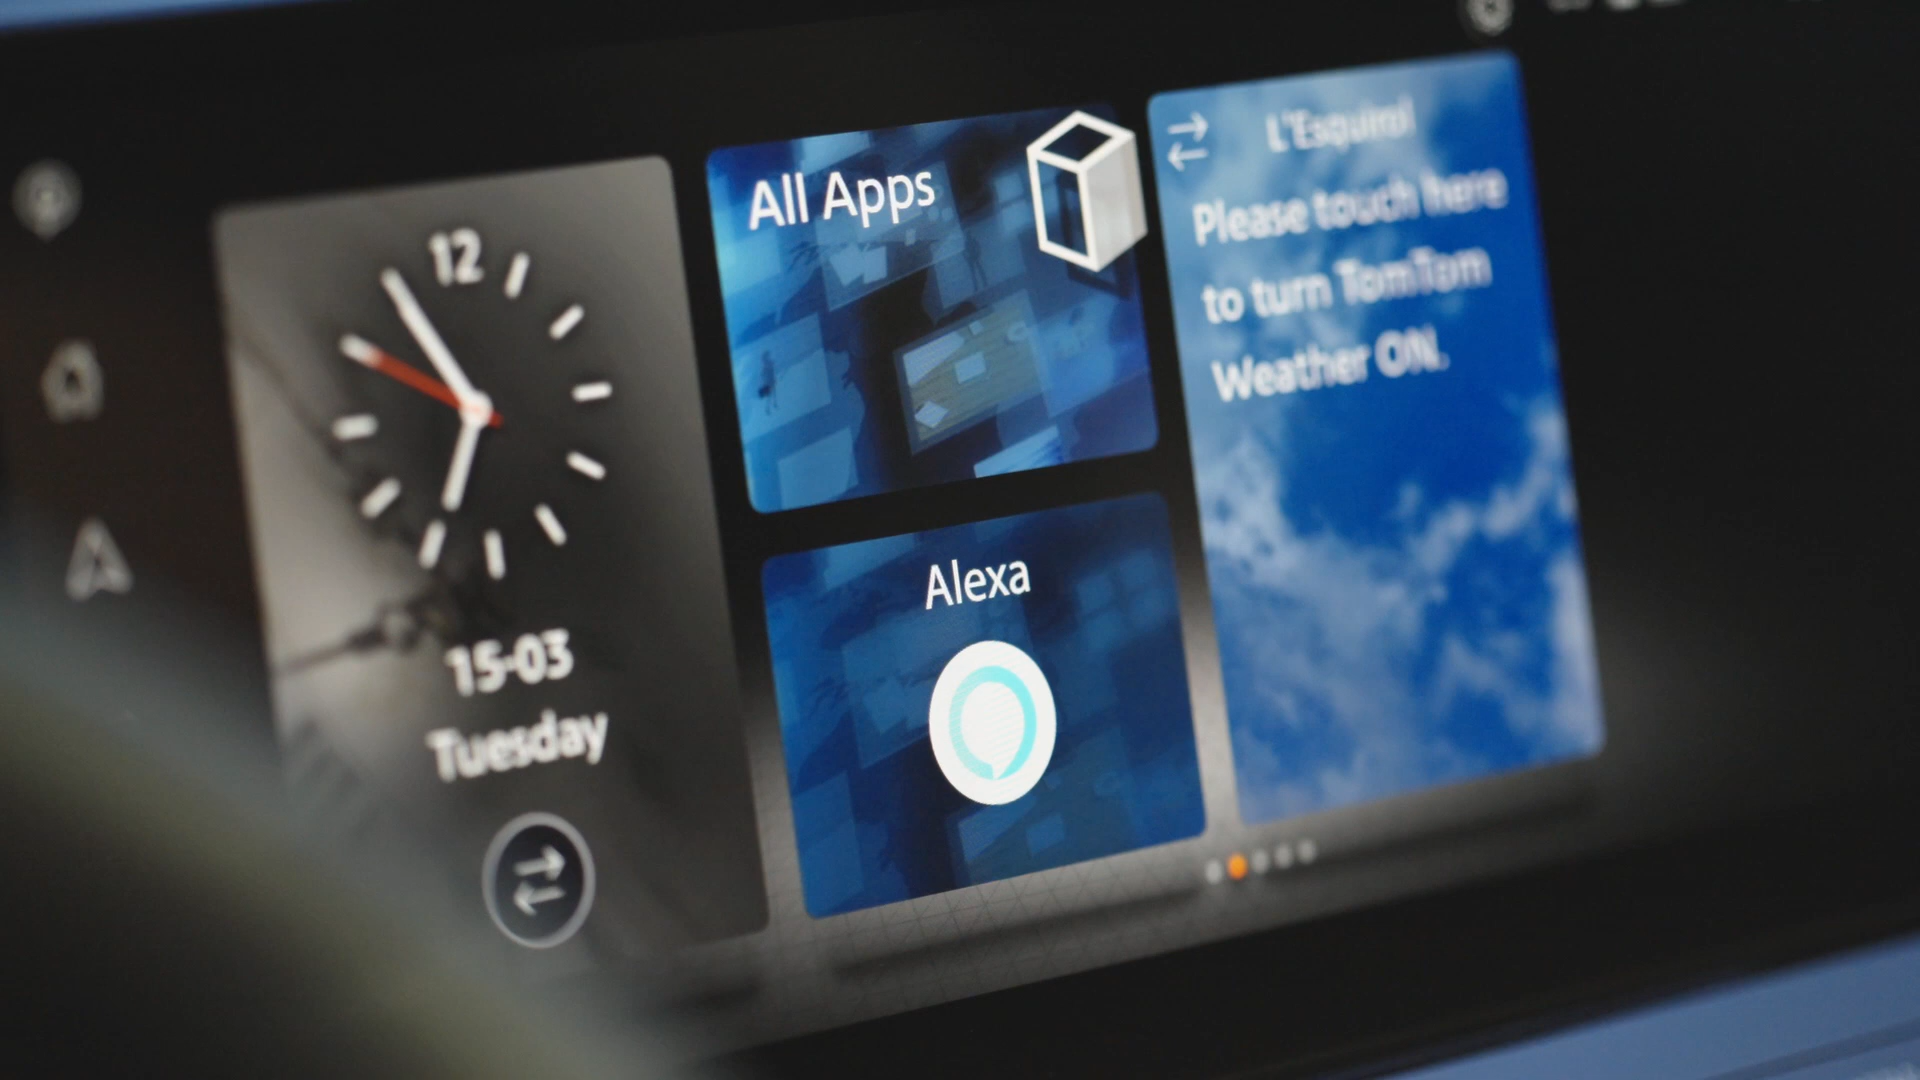 12
15-03
Tuesday
All Apps
Alexa
L'Esquirol
Please touch here
to turn TomTom
Weather ON.